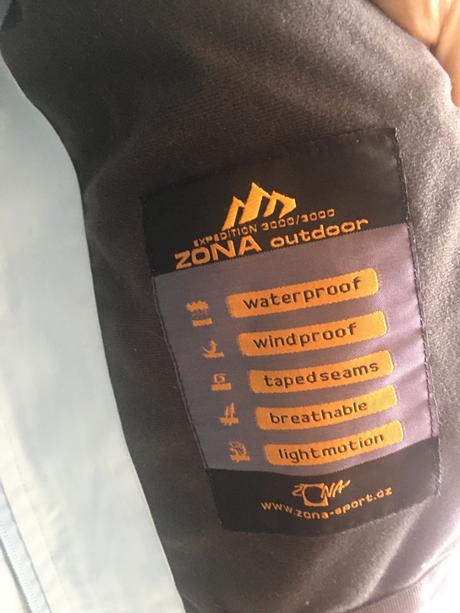 EXPEDITION 3000/3000
ZONA outdoor
waterproof
windproof
tapedseams
breathable
lightmotion
ZONA
www.zona-sport.cz